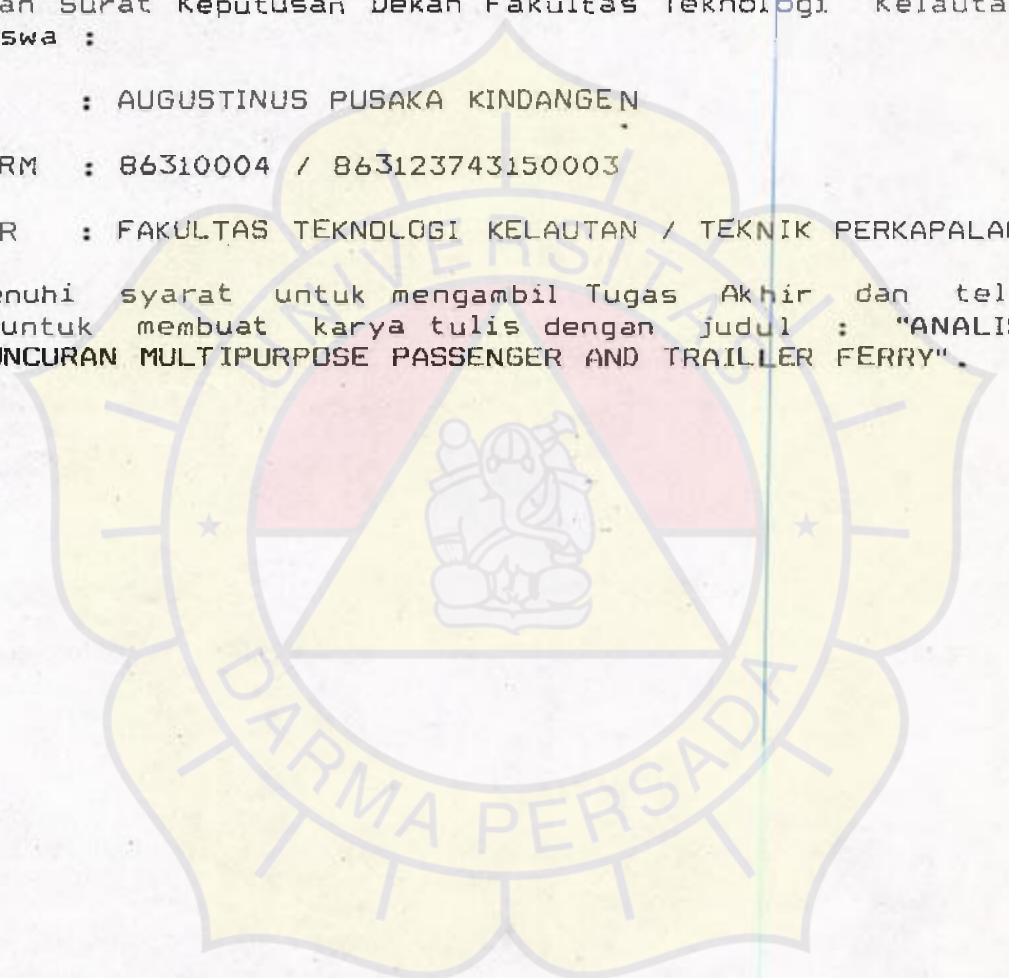 an Surat Keputusan Dekan Fakultas Teknologi Kelauta
swa :
: AUGUSTINUS PUSAKA KINDANGEN
RM : 86310004 / 863123743150003
R : FAKULTAS TEKNOLOGI KELAUTAN / TEKNIK PERKAPALA
enuhi syarat untuk mengambil Tugas Akhir dan tel
untuk membuat karya tulis dengan judul : "ANALIS
UNCURAN MULTIPURPOSE PASSENGER AND TRAILLER FERRY".
UNIVERSITAS
DARMA PERSADA